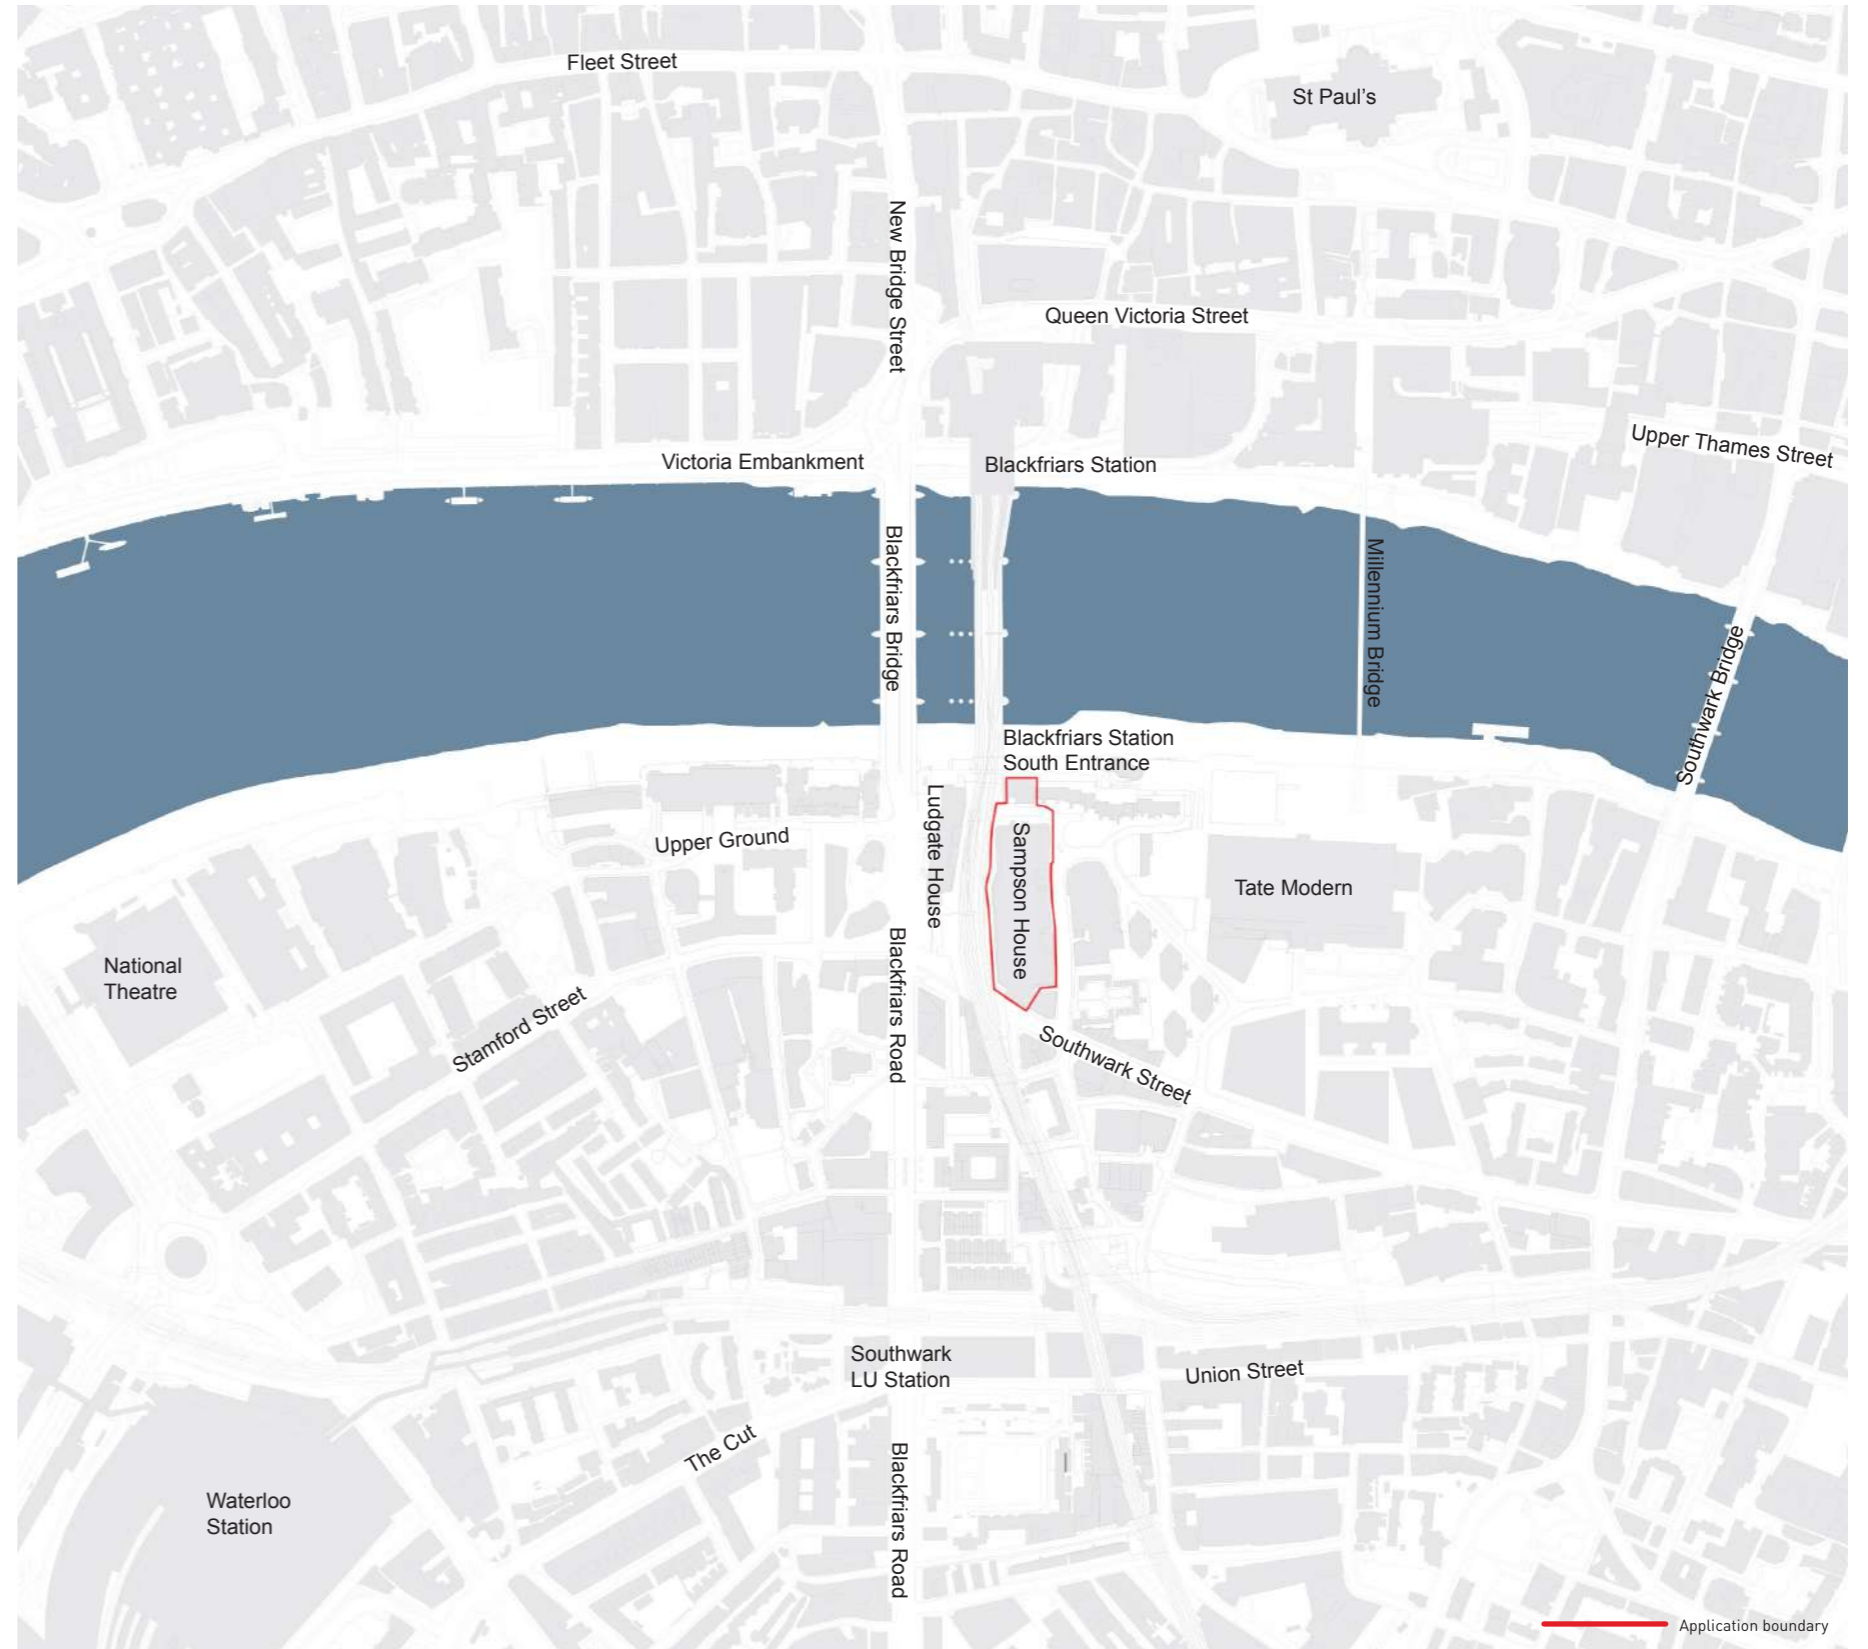 Fleet Street
St Paul's
New Bridge Street
Queen Victoria Street
Upper Thames Street
Victoria Embankment
Blackfriars Station
Blackfriars Bridge
Millennium Bridge
Southwark Bridge
Blackfriars Station
South Entrance
Ludgate House
Upper Ground
Sampson House
Tate Modern
National
Theatre
Blackfriars Road
Stamford Street
Southwark Street
Southwark
LU Station
Union Street
The Cut
Blackfriars Road
Waterloo
Station
Application boundary